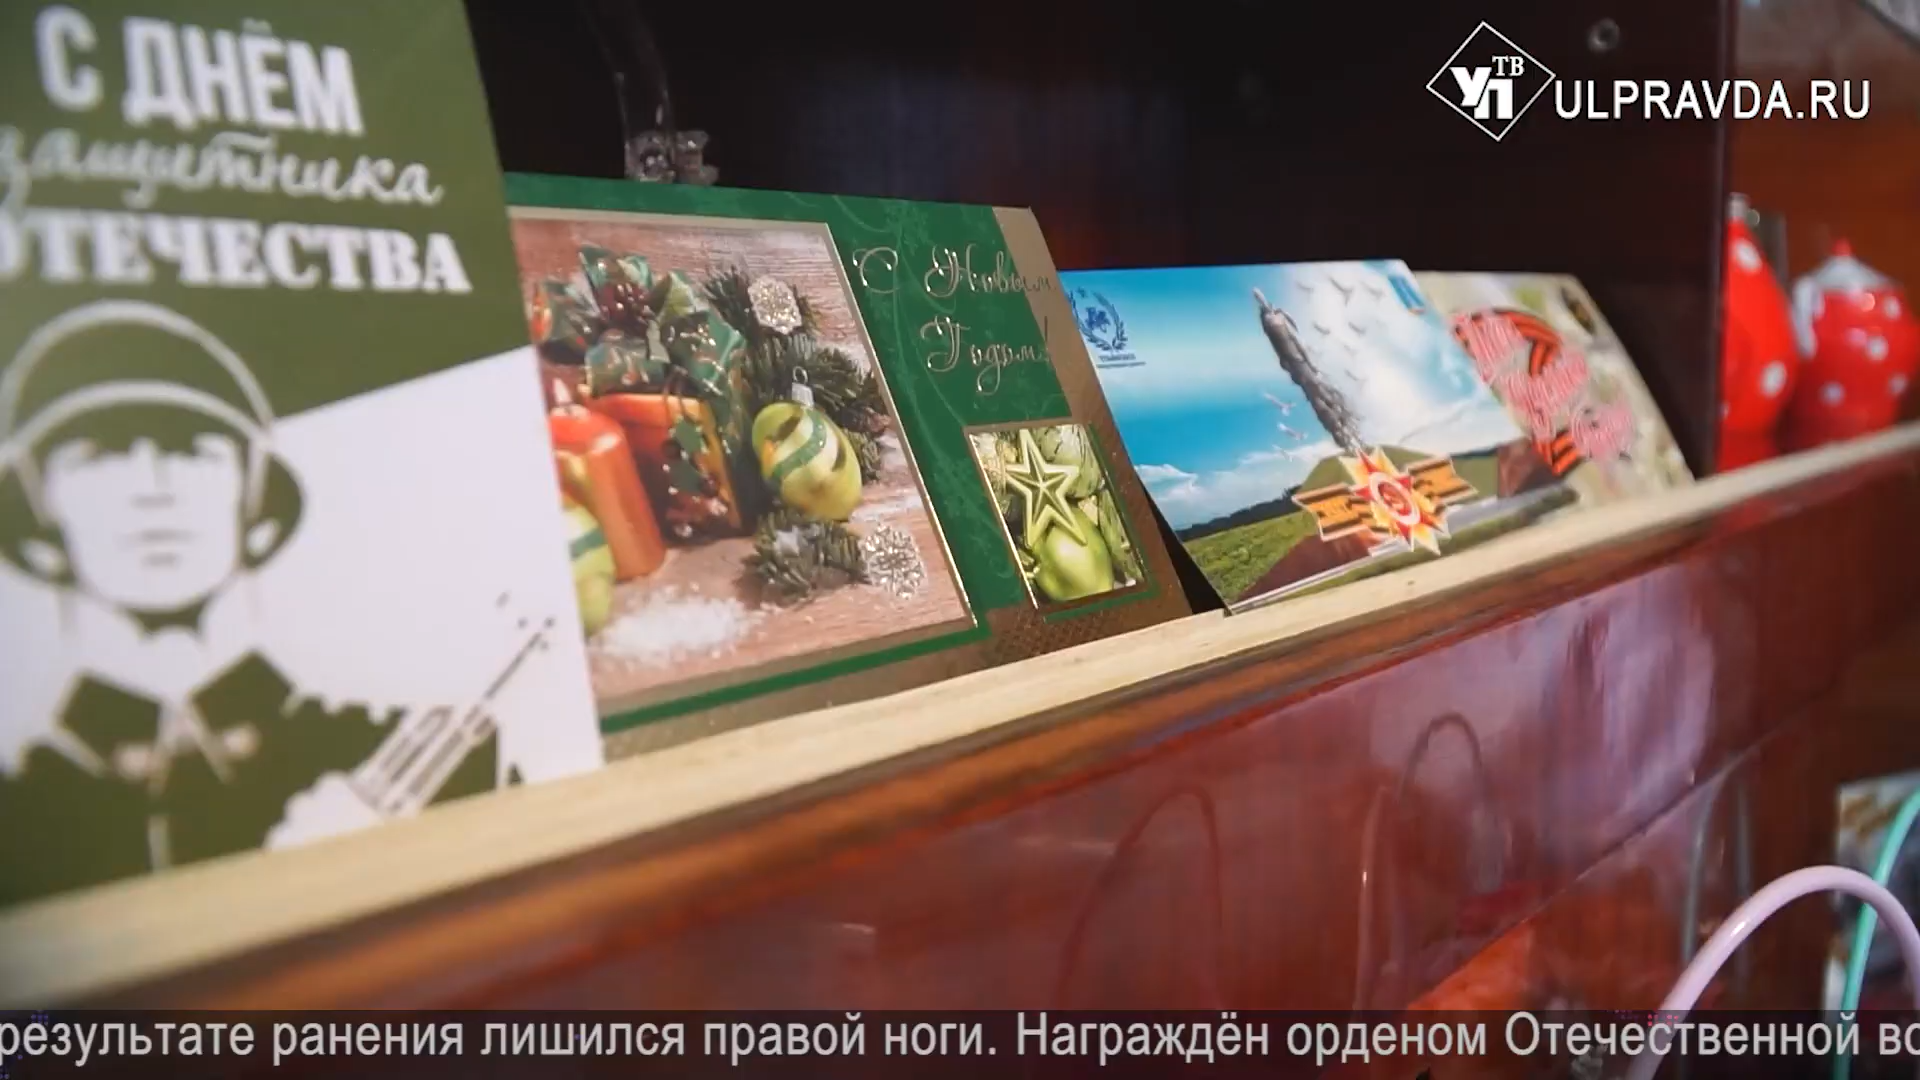 С ДНЁМ
защитника
ОТЕЧЕСТВА
С Новым
Годом!
ТВ
УП
ULPRAVDA.RU
результате ранения лишился правой ноги. Награждён орденом Отечественной во